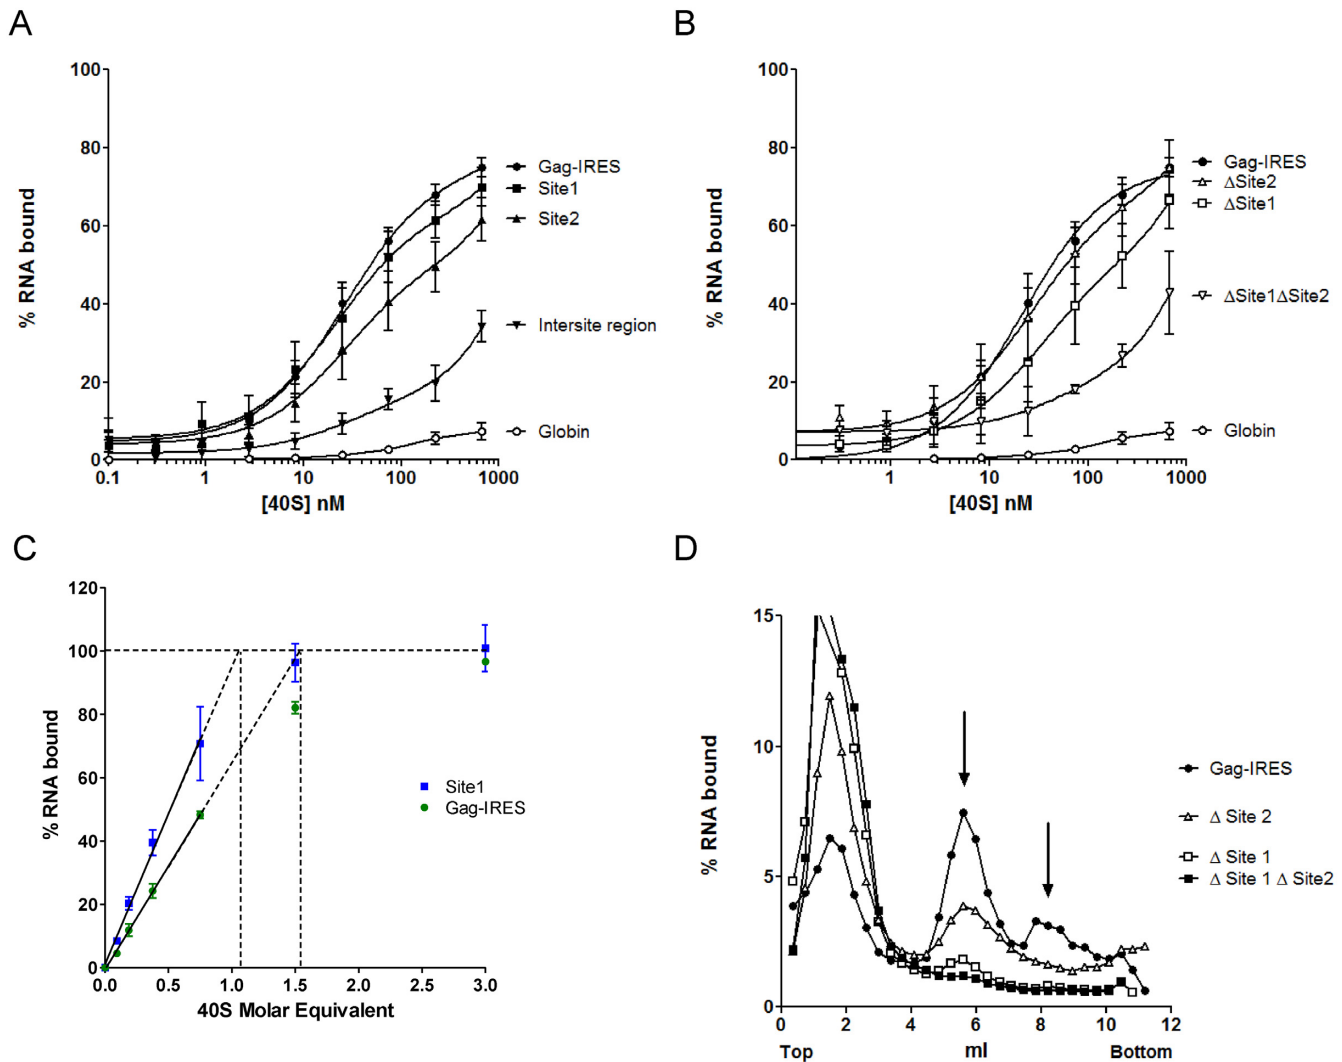 A
100
80
60
40
20
0
% RNA bound
0.1
1
10
100
1000
[40S] nM
Gag-IRES
Site1
Site2
Intersite region
Globin
B
100
80
60
40
20
0
% RNA bound
1
10
100
1000
[40S] nM
Gag-IRES
ΔSite2
ΔSite1
ΔSite1ΔSite2
Globin
C
120
100
80
60
40
20
0
% RNA bound
0.0
0.5
1.0
1.5
2.0
2.5
3.0
40S Molar Equivalent
Site1
Gag-IRES
D
15
10
5
0
% RNA bound
0
2
4
6
8
10
12
Top
ml
Bottom
Gag-IRES
Δ Site 2
Δ Site 1
Δ Site 1 Δ Site2